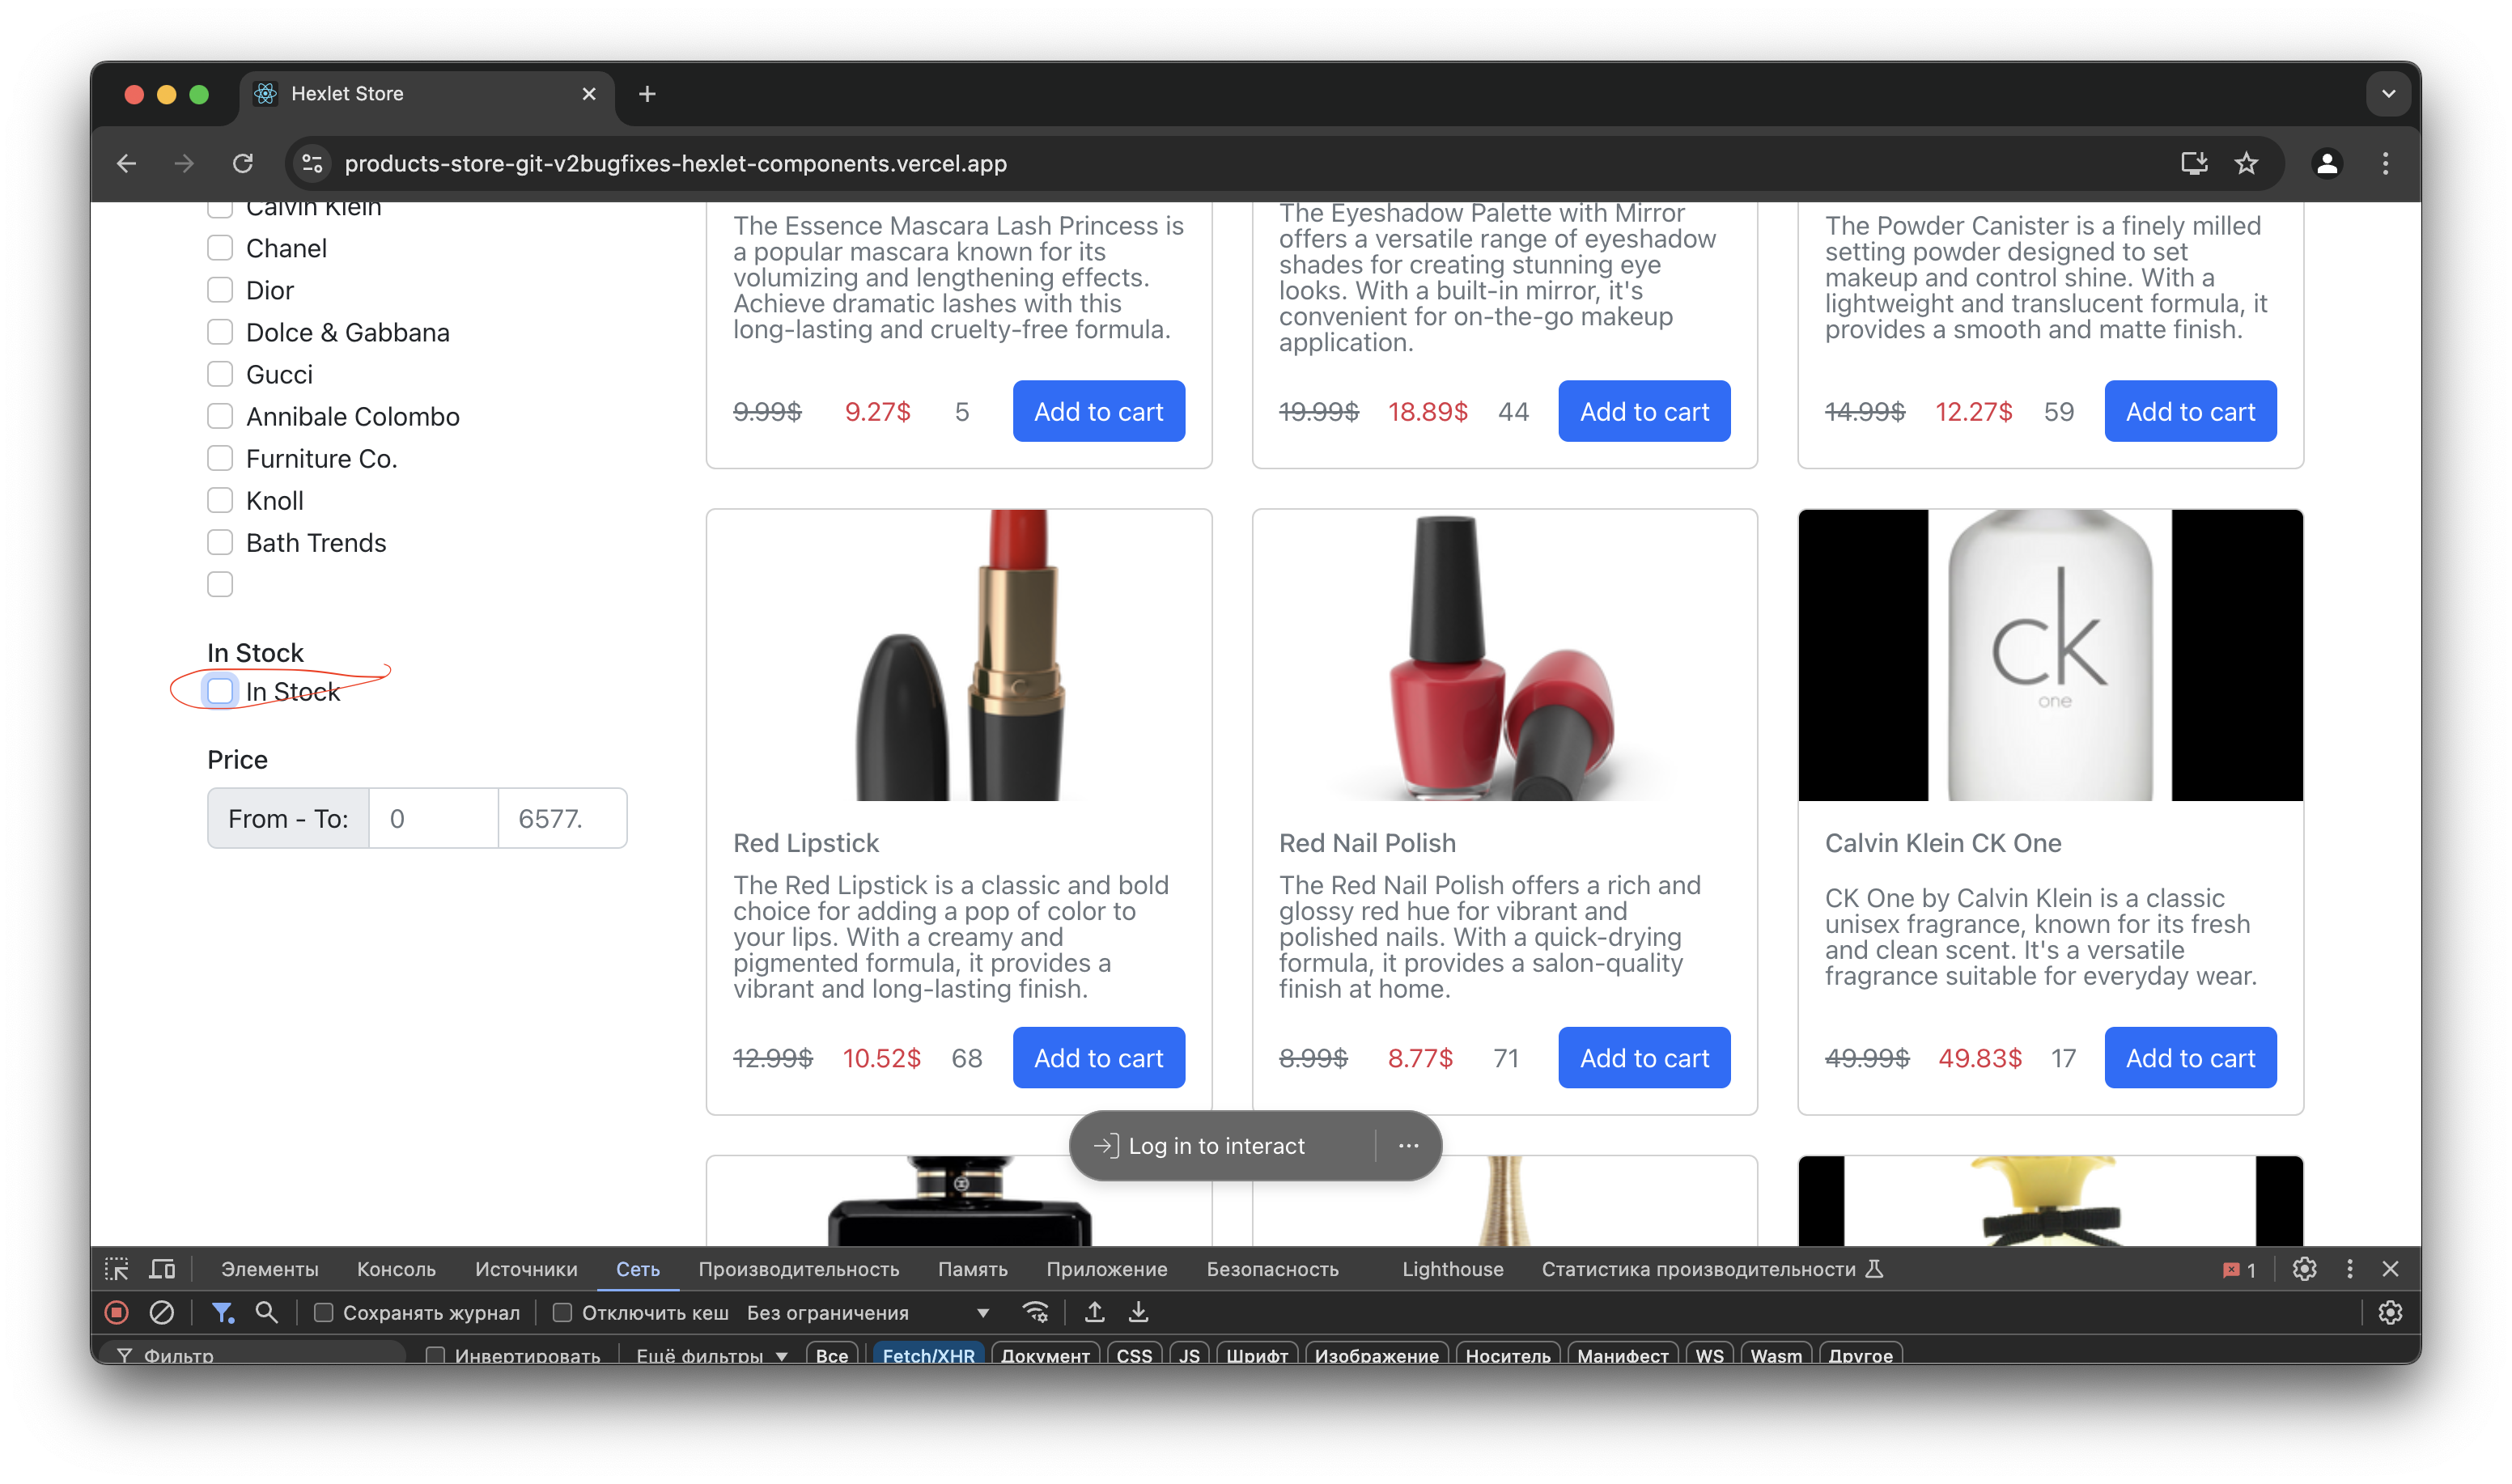 Hexlet Store
products-store-git-v2bugfixes-hexlet-components.vercel.app
Calvin Klein
Chanel
Dior
Dolce & Gabbana
Gucci
Annibale Colombo
Furniture Co.
Knoll
Bath Trends
In Stock
In Stock
Price
From - To:
0
6577.
The Essence Mascara Lash Princess is
a popular mascara known for its
volumizing and lengthening effects.
Achieve dramatic lashes with this
long-lasting and cruelty-free formula.
9.99$ 9.27$ 5 Add to cart
The Eyeshadow Palette with Mirror
offers a versatile range of eyeshadow
shades for creating stunning eye
looks. With a built-in mirror, it's
convenient for on-the-go makeup
application.
19.99$ 18.89$ 44 Add to cart
The Powder Canister is a finely milled
setting powder designed to set
makeup and control shine. With a
lightweight and translucent formula, it
provides a smooth and matte finish.
14.99$ 12.27$ 59 Add to cart
Red Lipstick
The Red Lipstick is a classic and bold
choice for adding a pop of color to
your lips. With a creamy and
pigmented formula, it provides a
vibrant and long-lasting finish.
12.99$ 10.52$ 68 Add to cart
Red Nail Polish
The Red Nail Polish offers a rich and
glossy red hue for vibrant and
polished nails. With a quick-drying
formula, it provides a salon-quality
finish at home.
8.99$ 8.77$ 71 Add to cart
ck
one
Calvin Klein CK One
CK One by Calvin Klein is a classic
unisex fragrance, known for its fresh
and clean scent. It's a versatile
fragrance suitable for everyday wear.
49.99$ 49.83$ 17 Add to cart
Log in to interact
Элементы Консоль Источники Сеть Производительность Память Приложение Безопасность Lighthouse Статистика производительности 1
Сохранять журнал Отключить кеш Без ограничения
Фильтр Инвертировать Ещё фильтры Все Fetch/XHR Документ CSS JS Шрифт Изображение Носитель Манифест WS Wasm Другое